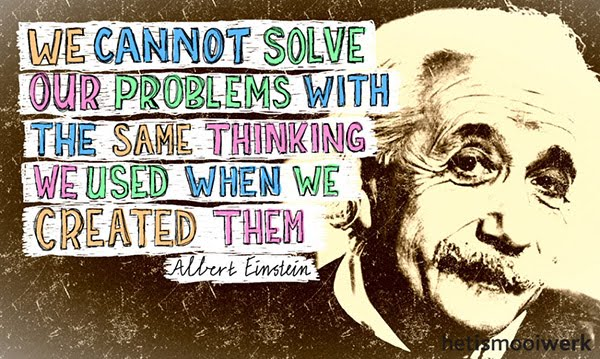 WE CANNOT SOLVE
OUR PROBLEMS WITH
THE SAME THINKING
WE USED WHEN WE
CREATED THEM
Albert Einstein
hetismooiwerk